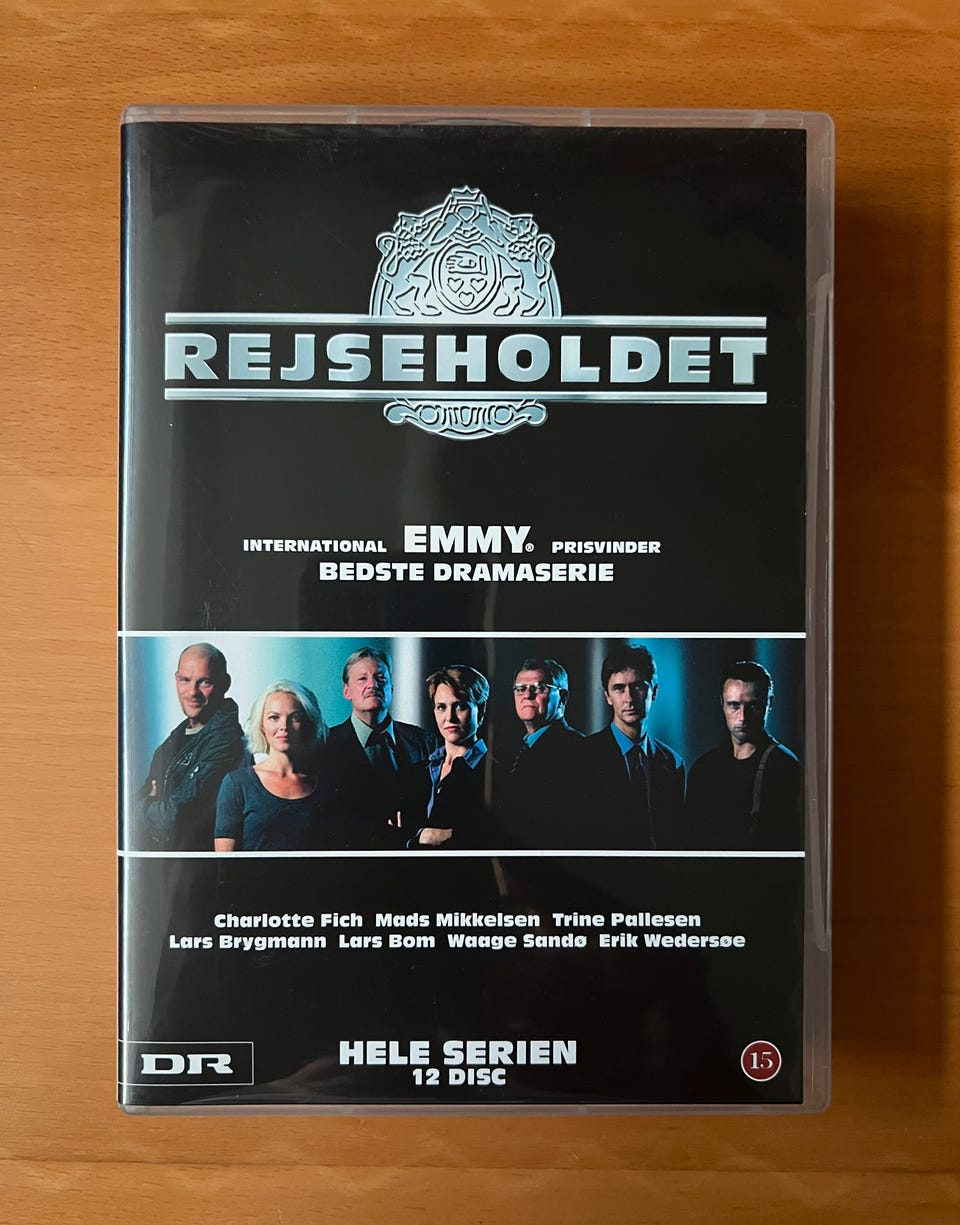 REJSEHOLDET
INTERNATIONAL EMMY® PRISVINDER
BEDSTE DRAMASERIE
Charlotte Fich Mads Mikkelsen Trine Pallesen
Lars Brygmann Lars Bom Waage Sandø Erik Wedersøe
HELE SERIEN
12 DISC
DR
15